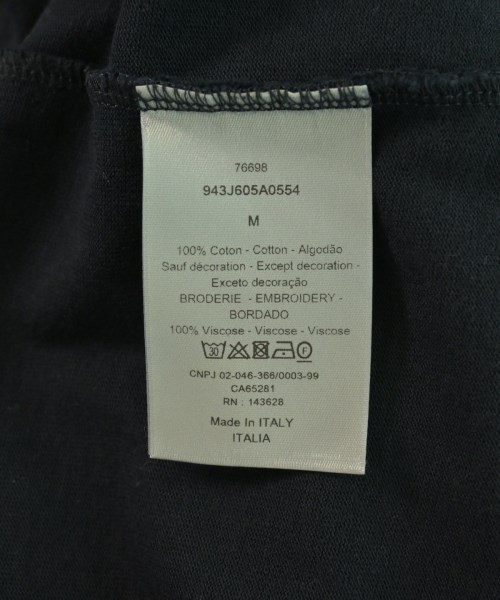 76698
943J605A0554
M
100% Coton - Cotton - Algodão
Sauf décoration - Except decoration -
Exceto decoração
BRODERIE - EMBROIDERY -
BORDADO
100% Viscose - Viscose - Viscose
30 F
CNPJ 02-046-366/0003-99
CA65281
RN : 143628
Made In ITALY
ITALIA